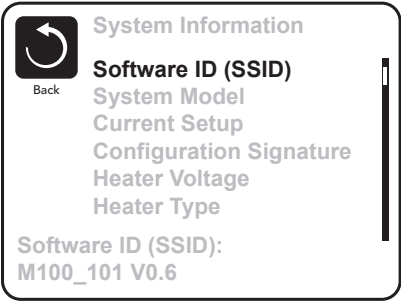 System Information
Back
Software ID (SSID)
System Model
Current Setup
Configuration Signature
Heater Voltage
Heater Type
Software ID (SSID):
M100_101 V0.6